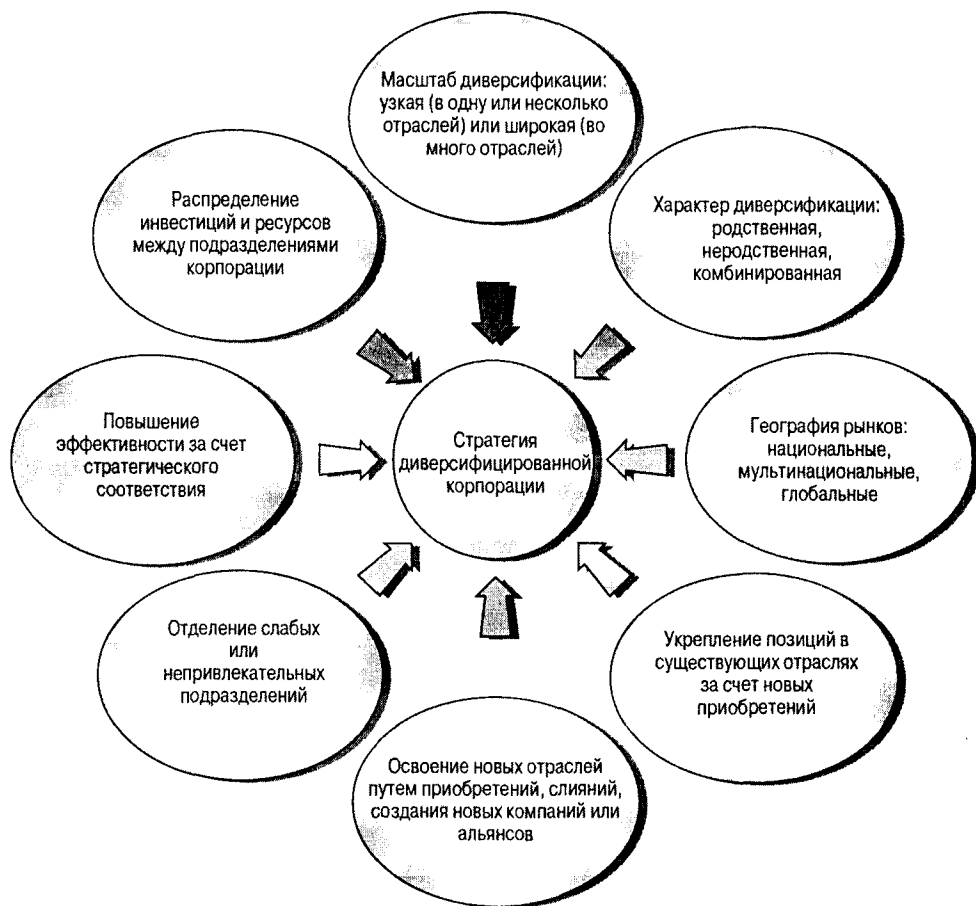 Масштаб диверсификации:
узкая (в одну или несколько
отраслей) или широкая (во
много отраслей)
Распределение
инвестиций и ресурсов
между подразделениями
корпорации
Характер диверсификации:
родственная,
неродственная,
комбинированная
Повышение
эффективности за счет
стратегического
соответствия
Стратегия
диверсифицированной
корпорации
География рынков:
национальные,
мультинациональные,
глобальные
Отделение слабых
или
непривлекательных
подразделений
Укрепление позиций в
существующих отраслях
за счет новых
приобретений
Освоение новых отраслей
путем приобретений, слияний,
создания новых компаний или
альянсов